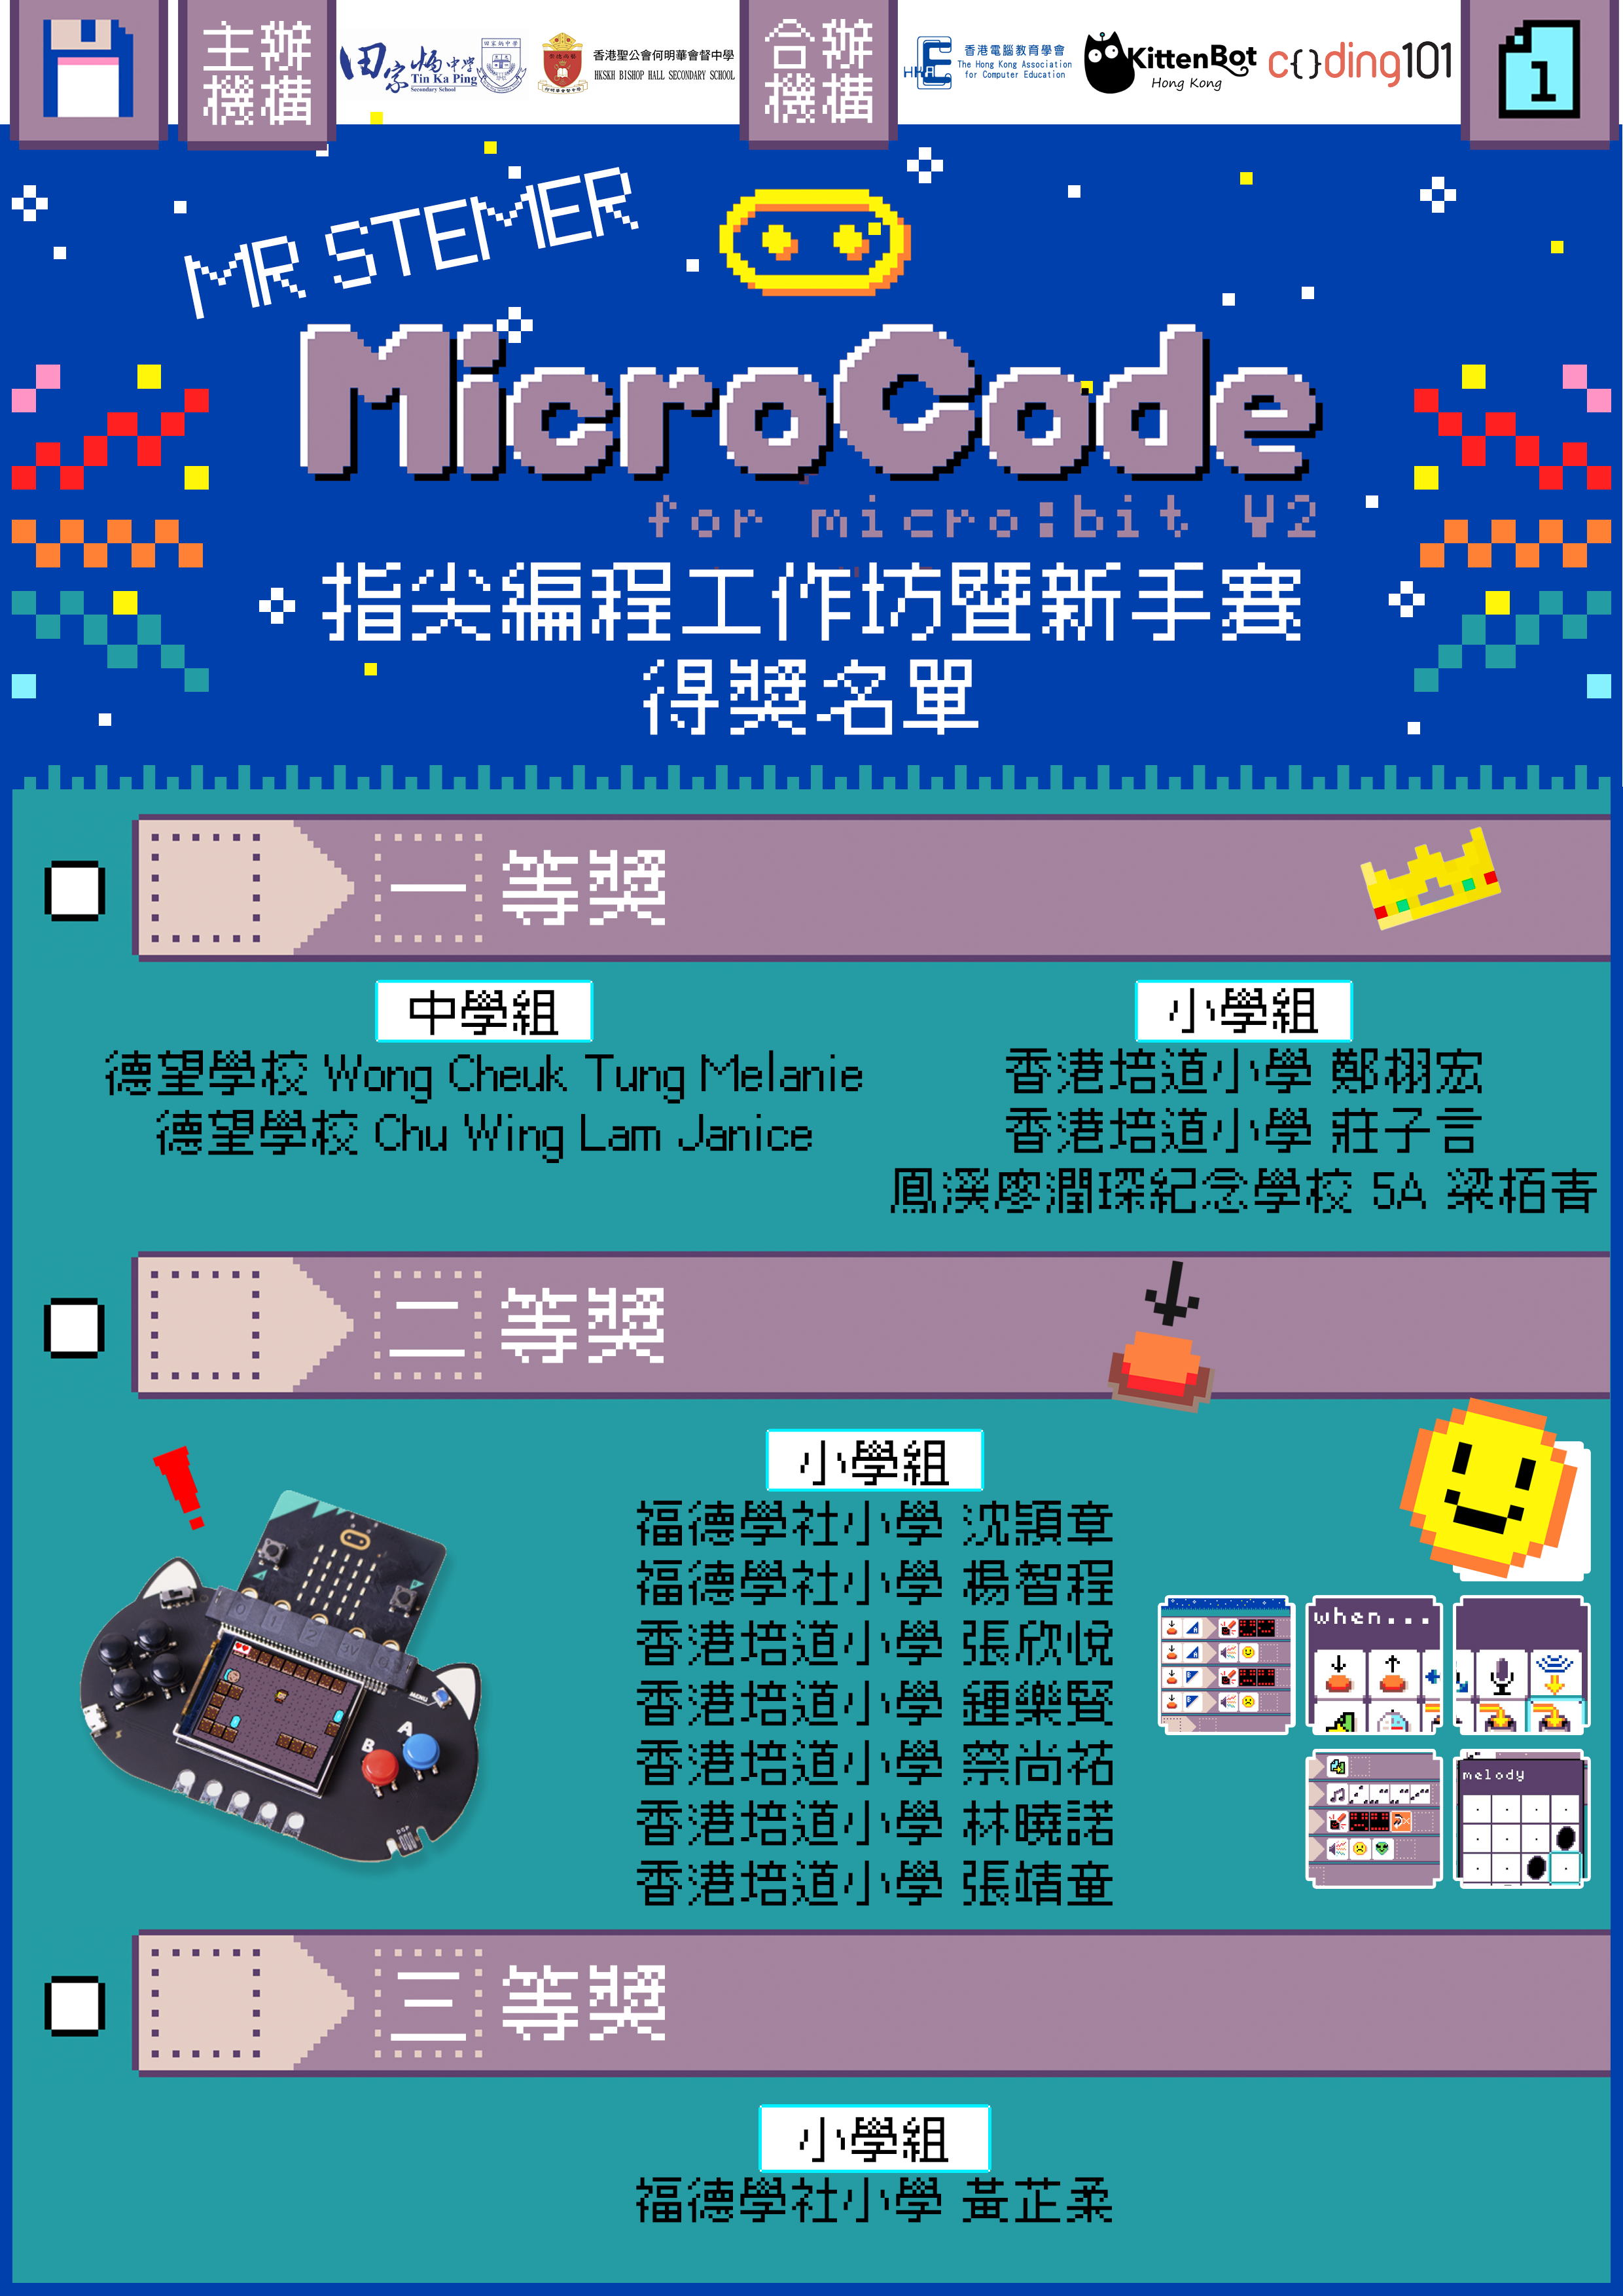 主辦
機構
田家炳中學
Tin Ka Ping
Secondary School
田家炳中學
香港聖公會何明華會督中學
HKSKH BISHOP HALL SECONDARY SCHOOL
合辦
機構
香港電腦教育學會
The Hong Kong Association
for Computer Education
KittenBot
Hong Kong
c{}ding101
1
MR STEMER
MicroCode
for micro:bit V2
指尖編程工作坊暨新手賽
得獎名單
一等獎
中學組
德望學校 Wong Cheuk Tung Melanie
德望學校 Chu Wing Lam Janice
小學組
香港培道小學 鄭栩宏
香港培道小學 莊子言
鳳溪廖潤琛紀念學校 5A 梁栢青
二等獎
小學組
福德學社小學 沈穎章
福德學社小學 楊智程
香港培道小學 張欣悅
香港培道小學 鍾樂賢
香港培道小學 蔡尚祐
香港培道小學 林曉諾
香港培道小學 張靖童
0 1 2 3V
MENU
A
B
when...
melody
三等獎
小學組
福德學社小學 黃芷柔